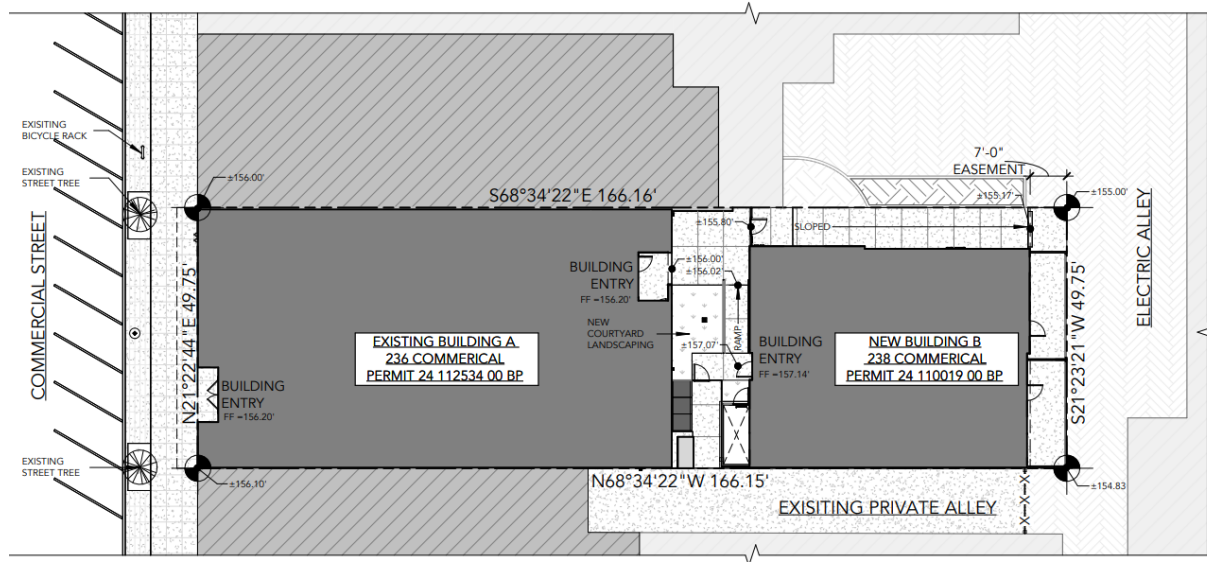 EXISITING
BICYCLE RACK
EXISTING
STREET TREE
COMMERCIAL STREET
EXISTING
STREET TREE
±156.00'
S68°34'22"E 166.16'
7'-0"
EASEMENT
±155.17'
±155.00'
±155.80'
SLOPED
ELECTRIC ALLEY
N21°22'44"E 49.75'
BUILDING
ENTRY
FF =156.20'
±156.00'
±156.02'
NEW
COURTYARD
LANDSCAPING
RAMP
±157.07'
EXISTING BUILDING A
236 COMMERICAL
PERMIT 24 112534 00 BP
BUILDING
ENTRY
FF =157.14'
NEW BUILDING B
238 COMMERICAL
PERMIT 24 110019 00 BP
S21°23'21"W 49.75'
BUILDING
ENTRY
FF =156.20'
±156.10'
N68°34'22"W 166.15'
±154.83
EXISITING PRIVATE ALLEY